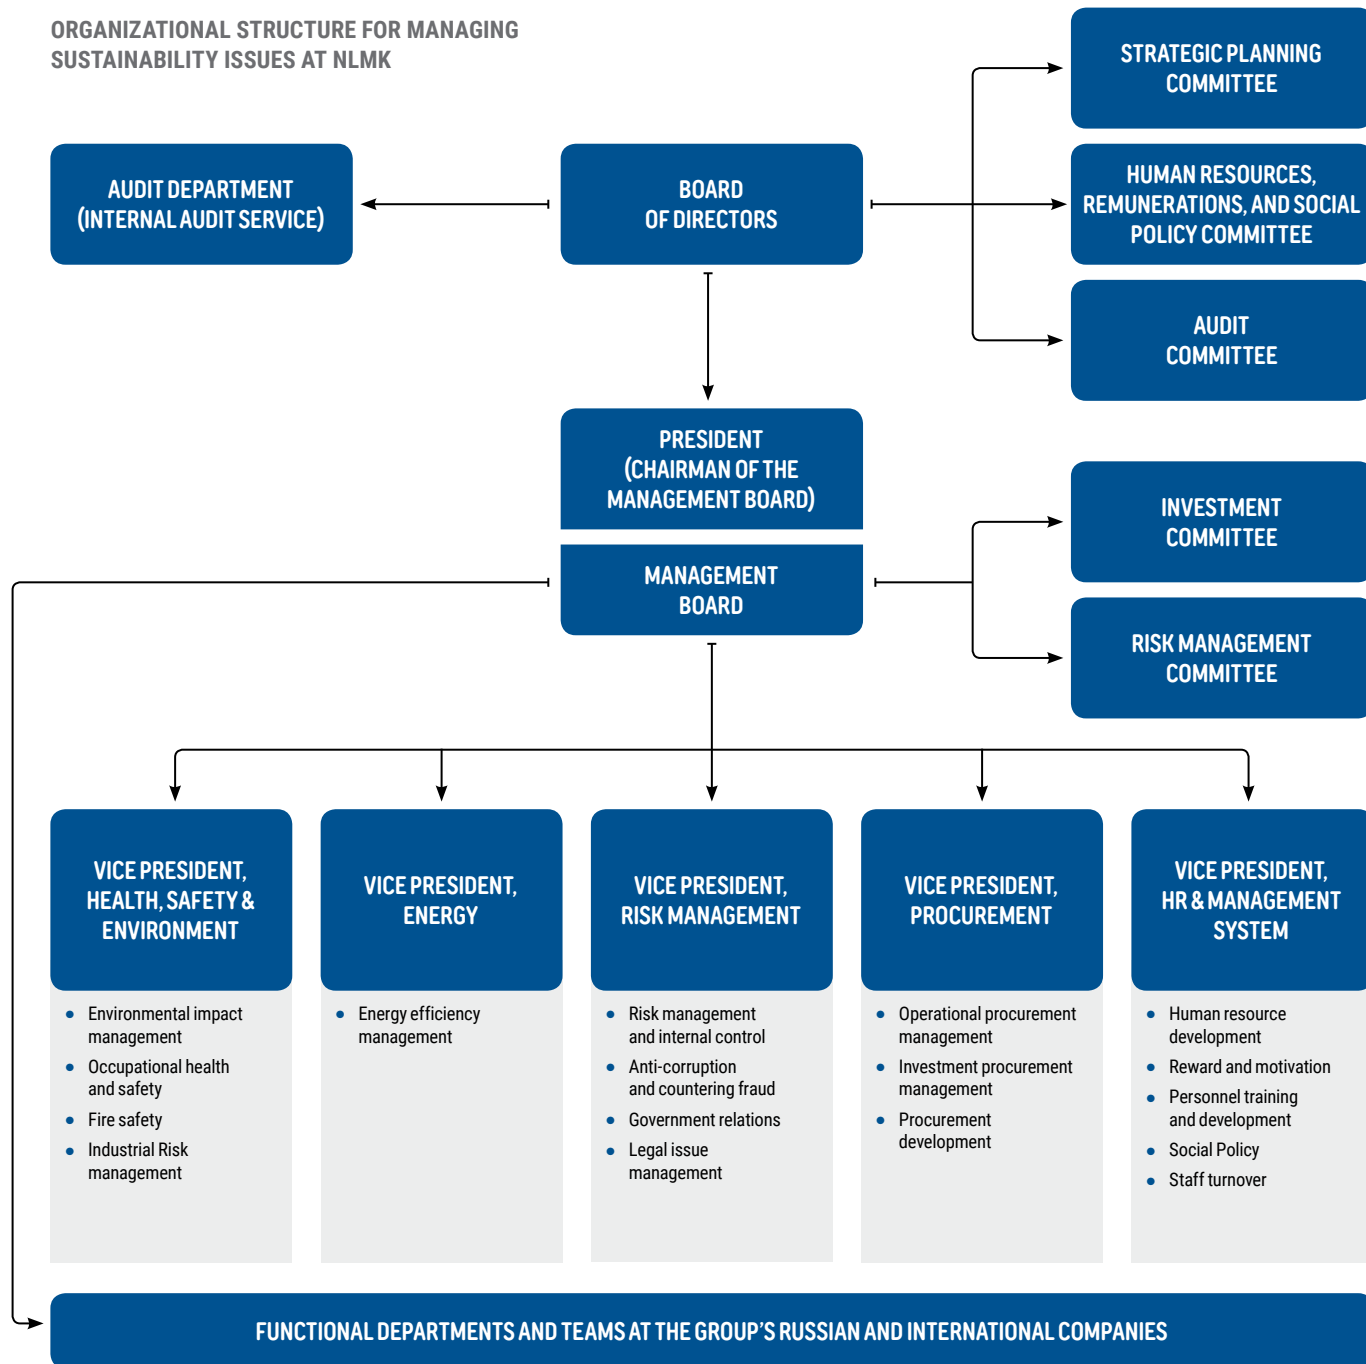 ORGANIZATIONAL STRUCTURE FOR MANAGING
SUSTAINABILITY ISSUES AT NLMK
STRATEGIC PLANNING
COMMITTEE
AUDIT DEPARTMENT
(INTERNAL AUDIT SERVICE)
BOARD
OF DIRECTORS
HUMAN RESOURCES,
REMUNERATIONS, AND SOCIAL
POLICY COMMITTEE
AUDIT
COMMITTEE
PRESIDENT
(CHAIRMAN OF THE
MANAGEMENT BOARD)
MANAGEMENT
BOARD
INVESTMENT
COMMITTEE
RISK MANAGEMENT
COMMITTEE
VICE PRESIDENT,
HEALTH, SAFETY &
ENVIRONMENT
• Environmental impact
management
• Occupational health
and safety
• Fire safety
• Industrial Risk
management
VICE PRESIDENT,
ENERGY
• Energy efficiency
management
VICE PRESIDENT,
RISK MANAGEMENT
• Risk management
and internal control
• Anti-corruption
and countering fraud
• Government relations
• Legal issue
management
VICE PRESIDENT,
PROCUREMENT
• Operational procurement
management
• Investment procurement
management
• Procurement
development
VICE PRESIDENT,
HR & MANAGEMENT
SYSTEM
• Human resource
development
• Reward and motivation
• Personnel training
and development
• Social Policy
• Staff turnover
FUNCTIONAL DEPARTMENTS AND TEAMS AT THE GROUP'S RUSSIAN AND INTERNATIONAL COMPANIES